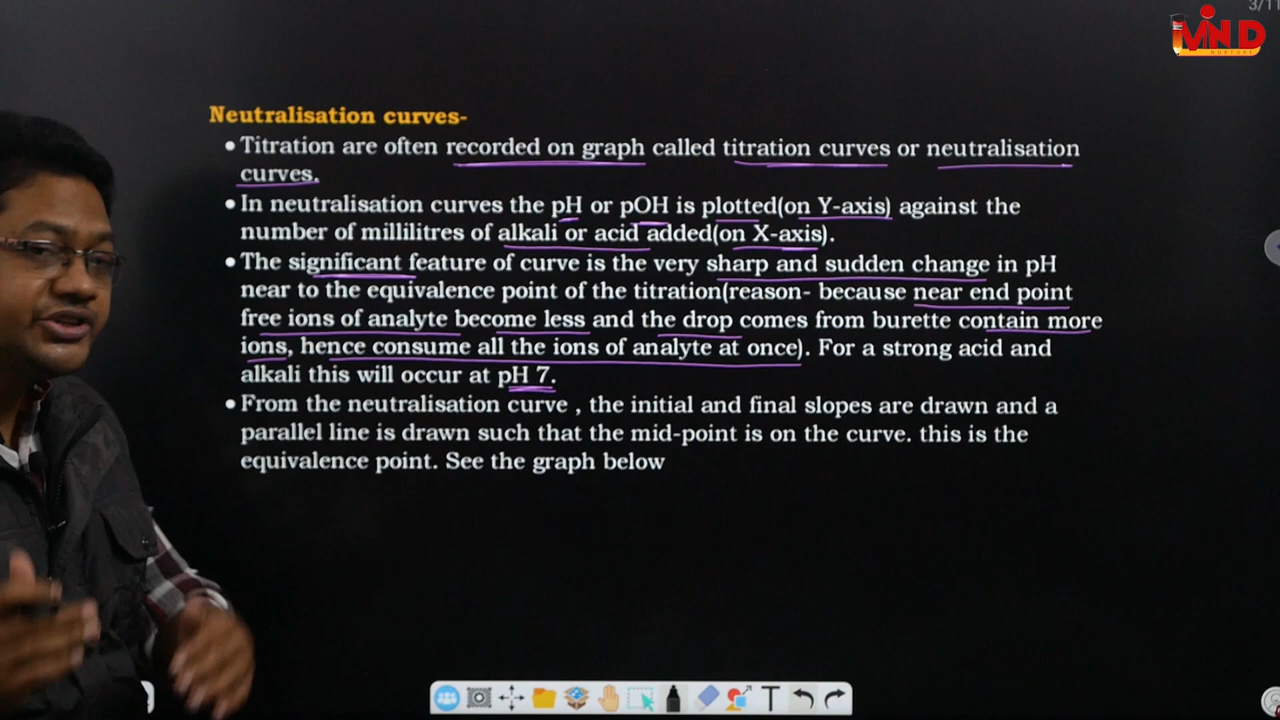 3/11
MIND
Neutralisation curves-
• Titration are often recorded on graph called titration curves or neutralisation
curves.
• In neutralisation curves the pH or pOH is plotted(on Y-axis) against the
number of millilitres of alkali or acid added(on X-axis).
• The significant feature of curve is the very sharp and sudden change in pH
near to the equivalence point of the titration(reason- because near end point
free ions of analyte become less and the drop comes from burette contain more
ions, hence consume all the ions of analyte at once). For a strong acid and
alkali this will occur at pH 7.
• From the neutralisation curve , the initial and final slopes are drawn and a
parallel line is drawn such that the mid-point is on the curve. this is the
equivalence point. See the graph below
T